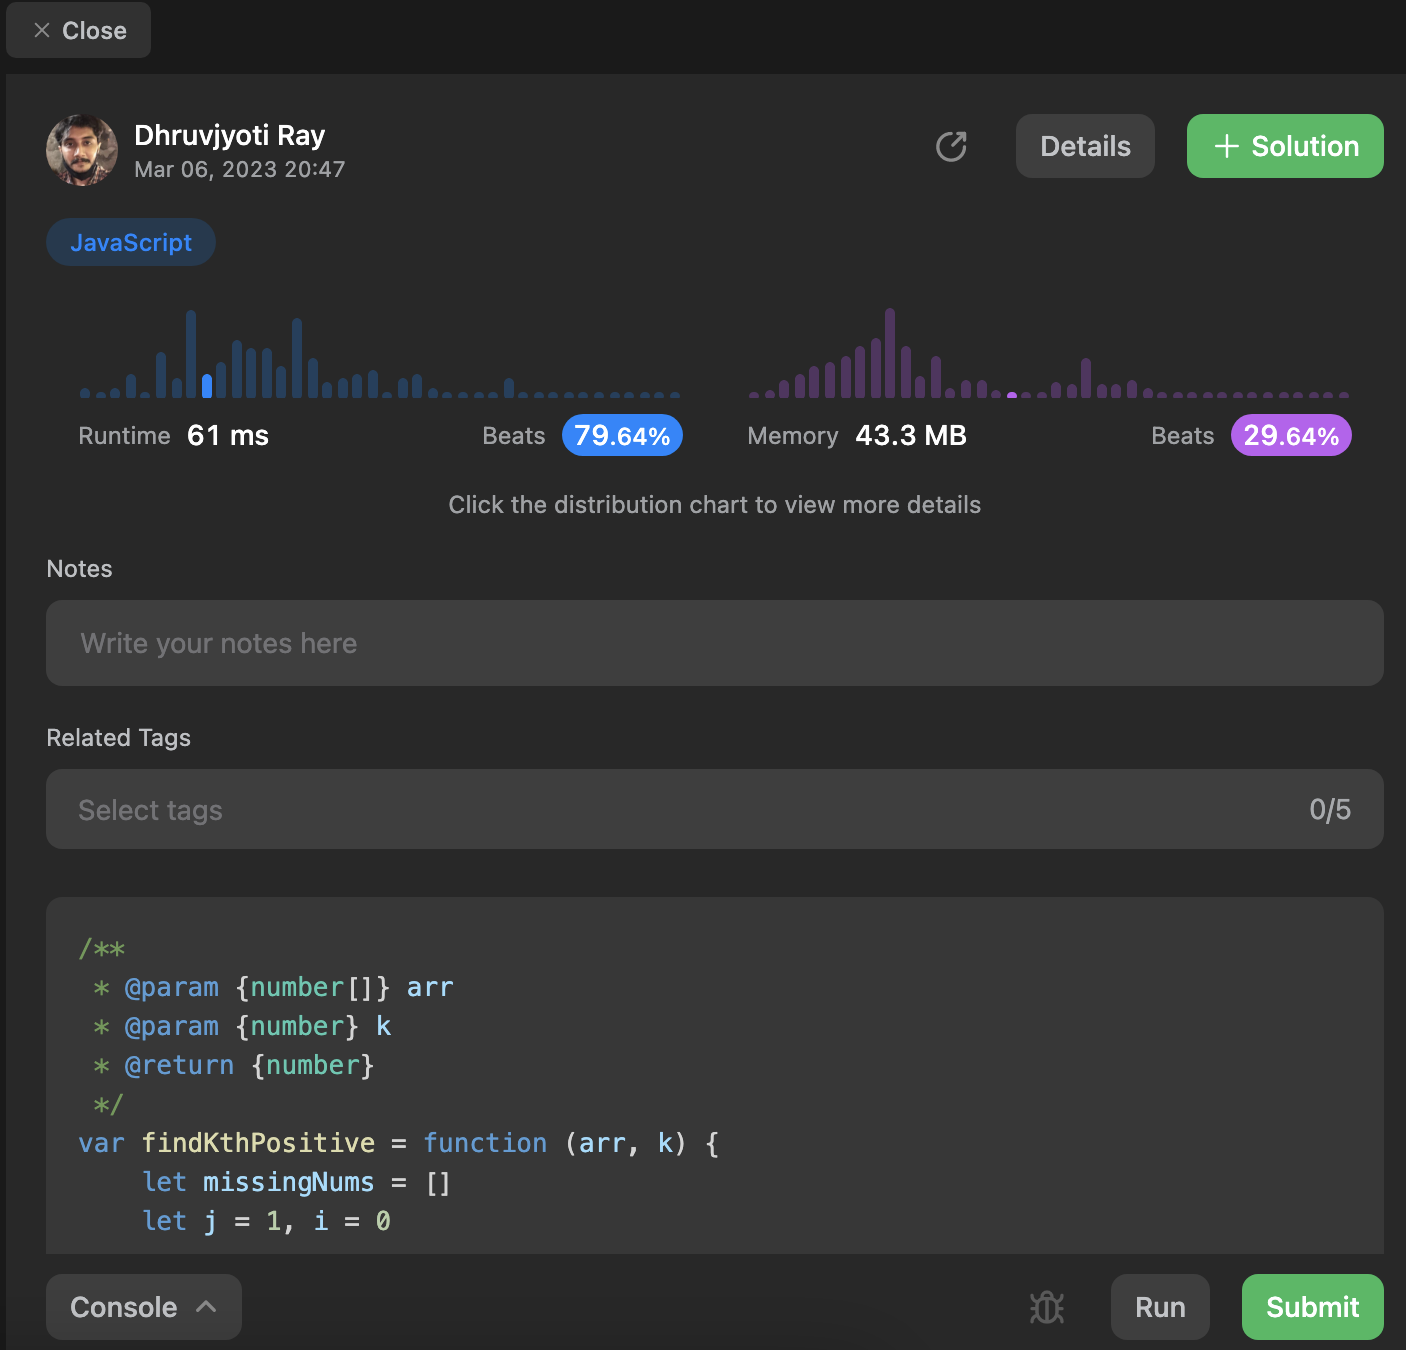 Close
Dhruvjyoti Ray
Mar 06, 2023 20:47
Details
+ Solution
JavaScript
Runtime 61 ms Beats 79.64%
Memory 43.3 MB Beats 29.64%
Click the distribution chart to view more details
Notes
Write your notes here
Related Tags
Select tags 0/5
/**
 * @param {number[]} arr
 * @param {number} k
 * @return {number}
 */
var findKthPositive = function (arr, k) {
    let missingNums = []
    let j = 1, i = 0
Console
Run
Submit